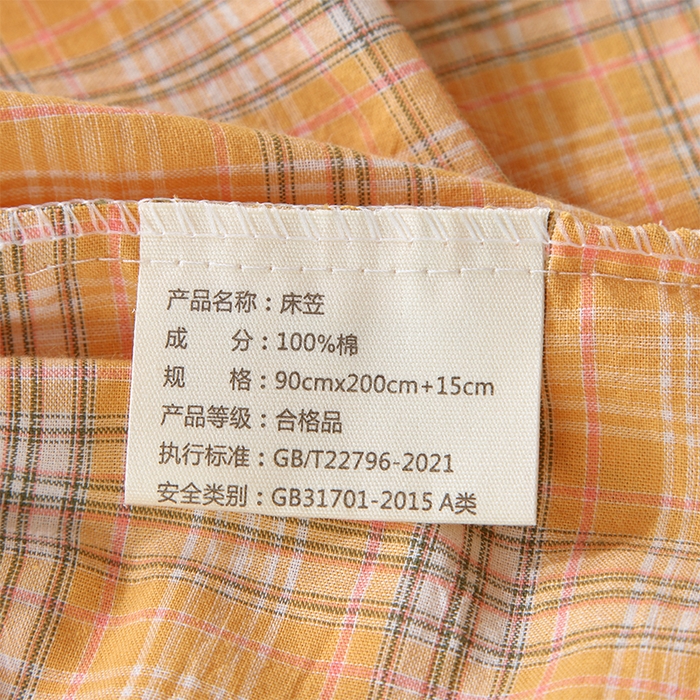 产品名称：床笠
成 分：100%棉
规 格：90cmx200cm+15cm
产品等级：合格品
执行标准：GB/T22796-2021
安全类别：GB31701-2015 A类